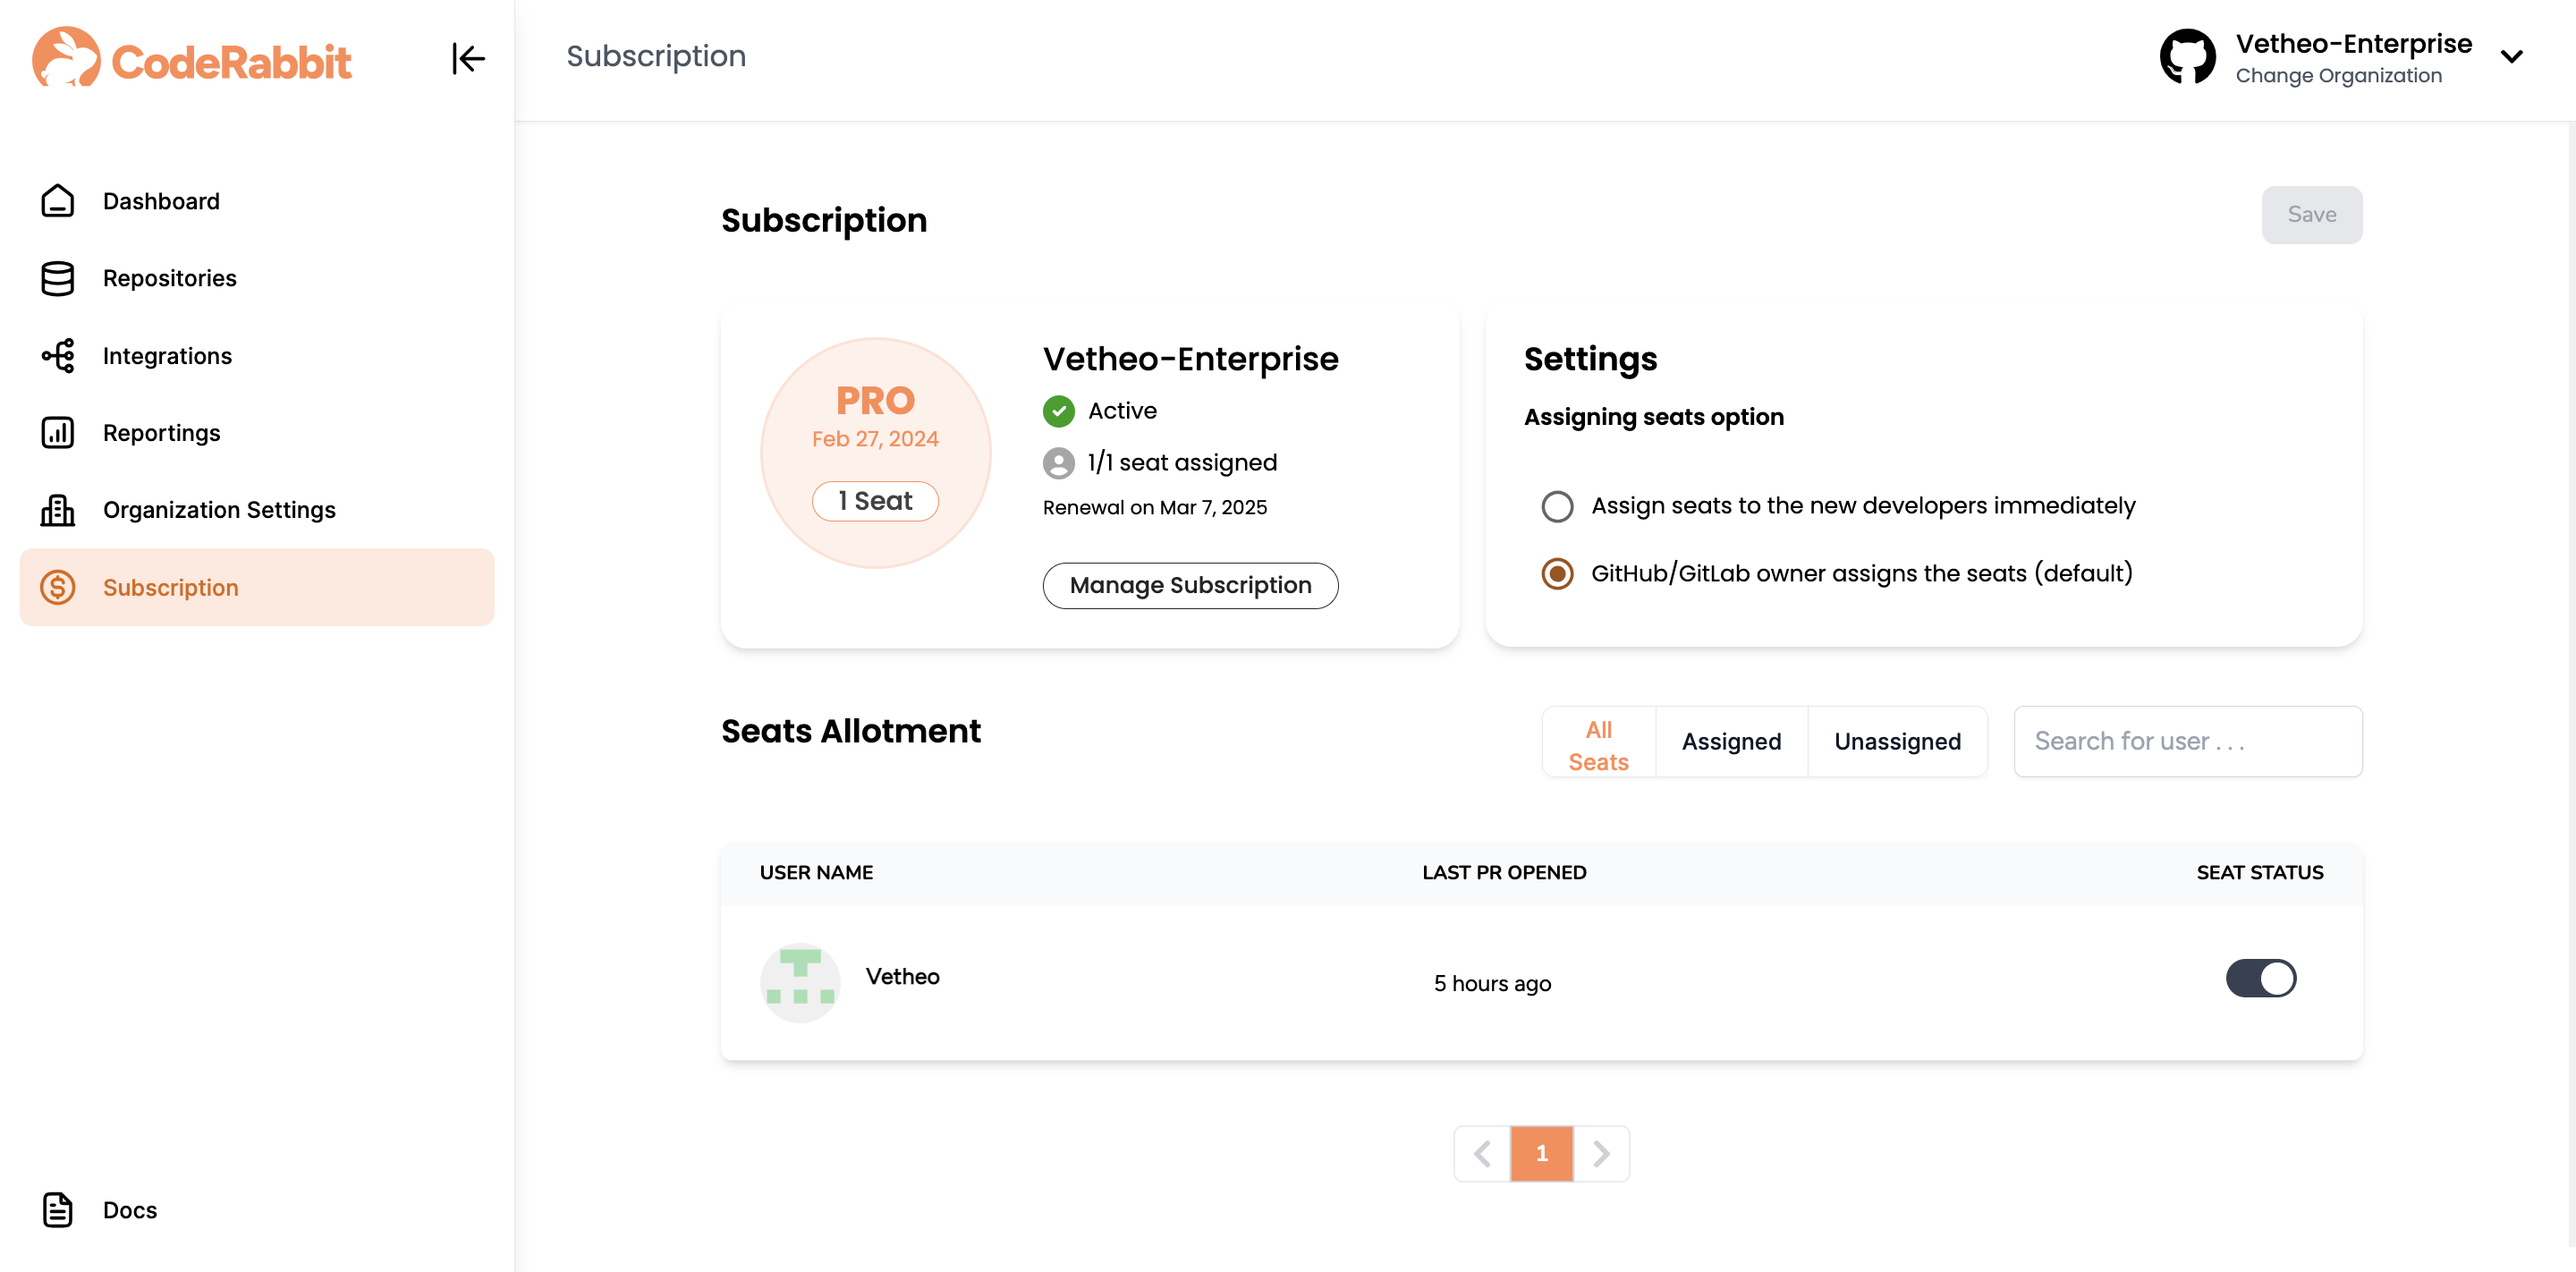 CodeRabbit
Subscription
Vetheo-Enterprise
Change Organization
Dashboard
Repositories
Integrations
Reportings
Organization Settings
Subscription
Docs
Subscription
Save
PRO
Feb 27, 2024
1 Seat
Vetheo-Enterprise
Active
1/1 seat assigned
Renewal on Mar 7, 2025
Manage Subscription
Settings
Assigning seats option
Assign seats to the new developers immediately
GitHub/GitLab owner assigns the seats (default)
Seats Allotment
All
Seats
Assigned
Unassigned
Search for user . . .
USER NAME
LAST PR OPENED
SEAT STATUS
Vetheo
5 hours ago
1